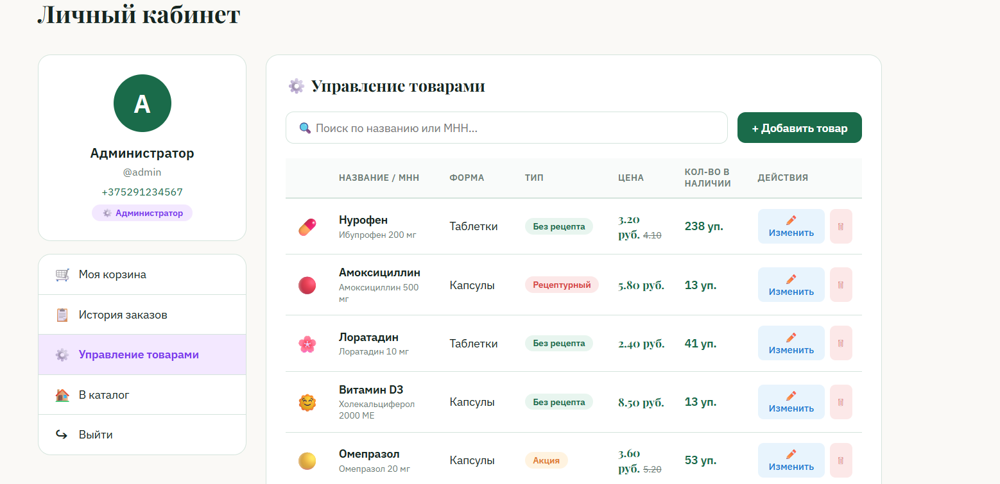 Личный кабинет
А
Администратор
@admin
+375291234567
Администратор
Моя корзина
История заказов
Управление товарами
В каталог
Выйти
Управление товарами
Поиск по названию или МНН...
+ Добавить товар
НАЗВАНИЕ / МНН ФОРМА ТИП ЦЕНА КОЛ-ВО В НАЛИЧИИ ДЕЙСТВИЯ
Нурофен
Ибупрофен 200 мг
Таблетки
Без рецепта
3.20
руб. 4.10
238 уп.
Изменить
Амоксициллин
Амоксициллин 500
мг
Капсулы
Рецептурный
5.80 руб.
13 уп.
Изменить
Лоратадин
Лоратадин 10 мг
Таблетки
Без рецепта
2.40 руб.
41 уп.
Изменить
Витамин D3
Холекальциферол
2000 МЕ
Капсулы
Без рецепта
8.50 руб.
13 уп.
Изменить
Омепразол
Омепразол 20 мг
Капсулы
Акция
3.60
руб. 5.20
53 уп.
Изменить